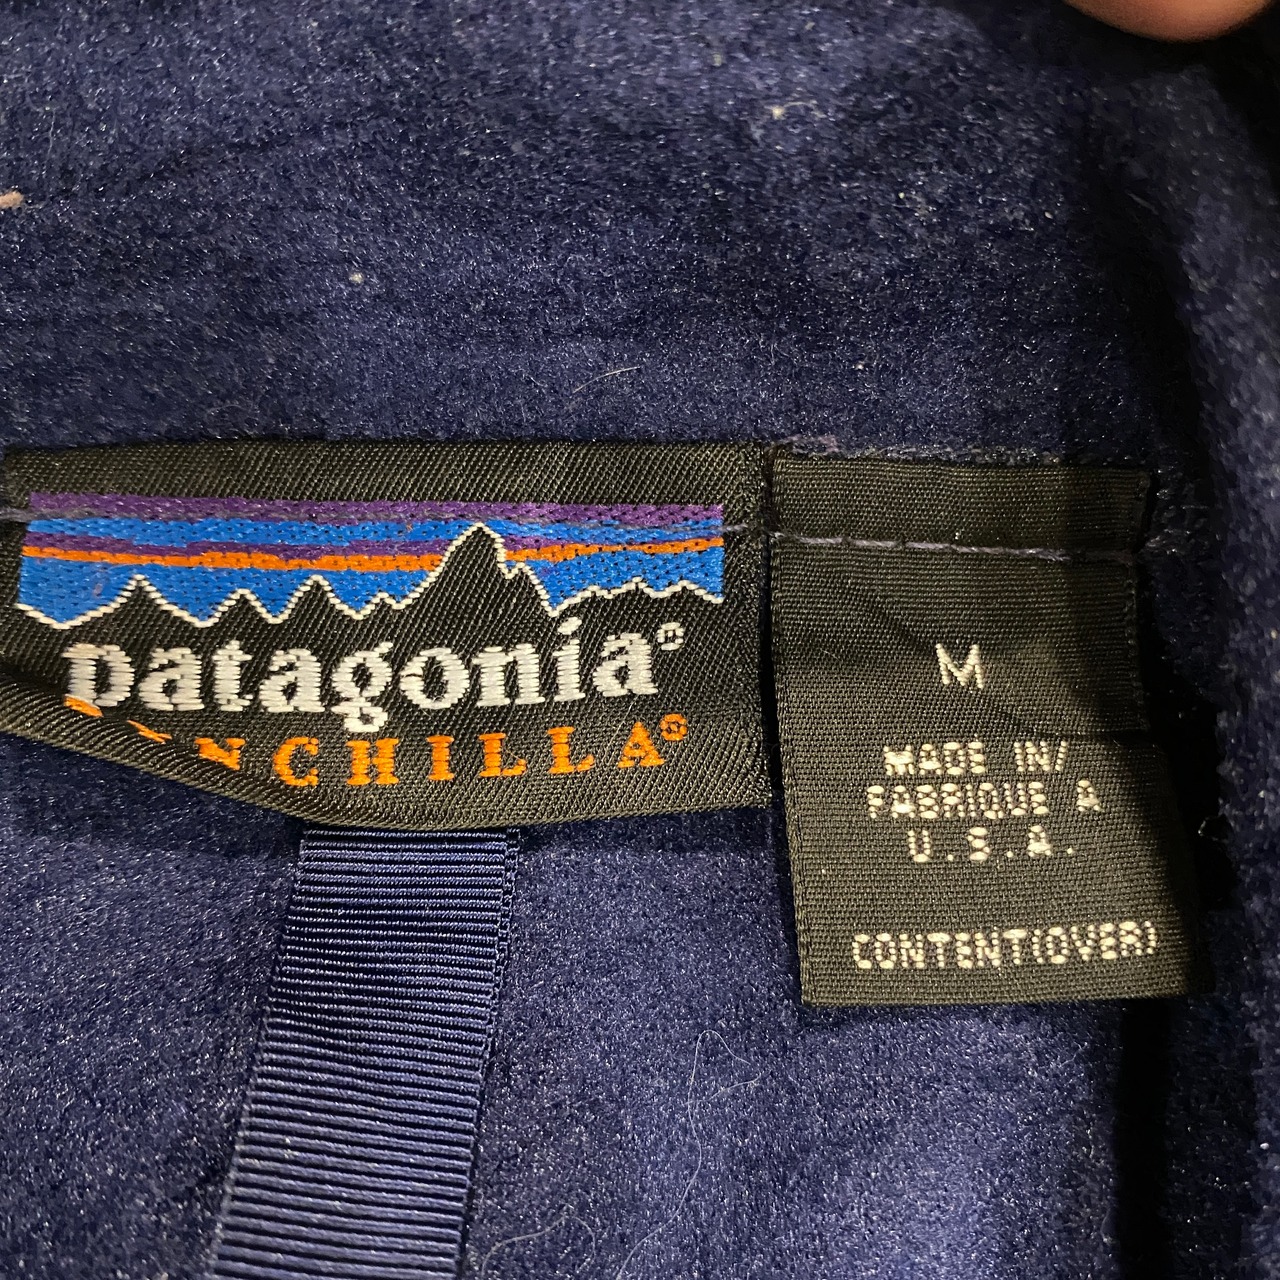 patagonia®
NCHILLA®
M
MADE IN/
FABRIQUE A
U.S.A.
CONTENT(OVER)